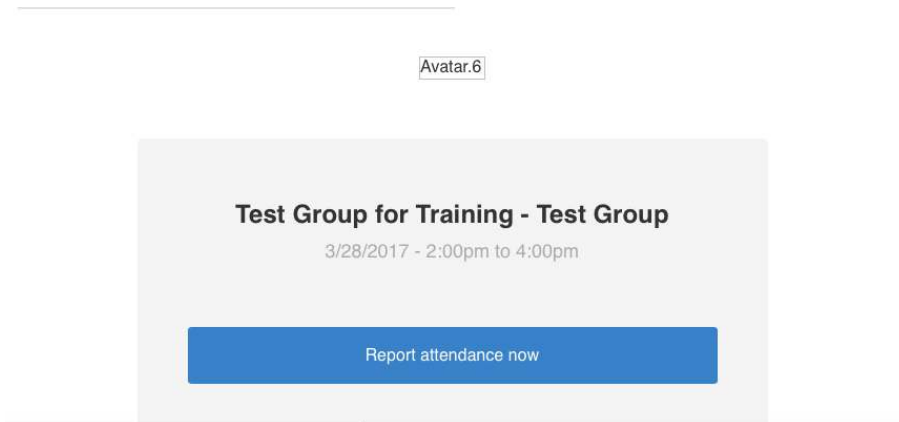 Avatar.6
Test Group for Training - Test Group
3/28/2017 - 2:00pm to 4:00pm
Report attendance now